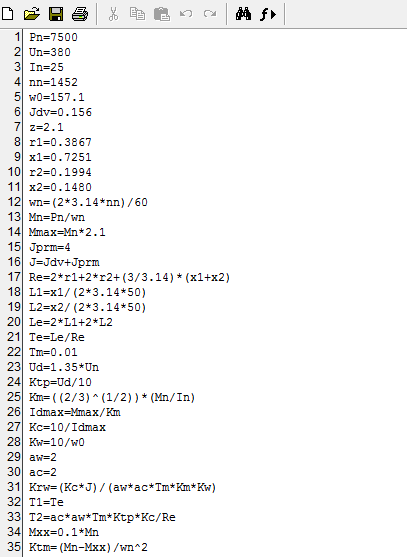 1 Pn=7500
2 Un=380
3 In=25
4 nn=1452
5 w0=157.1
6 Jdv=0.156
7 z=2.1
8 r1=0.3867
9 x1=0.7251
10 r2=0.1994
11 x2=0.1480
12 wn=(2*3.14*nn)/60
13 Mn=Pn/wn
14 Mmax=Mn*2.1
15 Jprm=4
16 J=Jdv+Jprm
17 Re=2*r1+2*r2+(3/3.14)*(x1+x2)
18 L1=x1/(2*3.14*50)
19 L2=x2/(2*3.14*50)
20 Le=2*L1+2*L2
21 Te=Le/Re
22 Tm=0.01
23 Ud=1.35*Un
24 Ktp=Ud/10
25 Km=((2/3)^(1/2))*(Mn/In)
26 Idmax=Mmax/Km
27 Kc=10/Idmax
28 Kw=10/w0
29 aw=2
30 ac=2
31 Krw=(Kc*J)/(aw*ac*Tm*Km*Kw)
32 T1=Te
33 T2=ac*aw*Tm*Ktp*Kc/Re
34 Mxx=0.1*Mn
35 Ktm=(Mn-Mxx)/wn^2